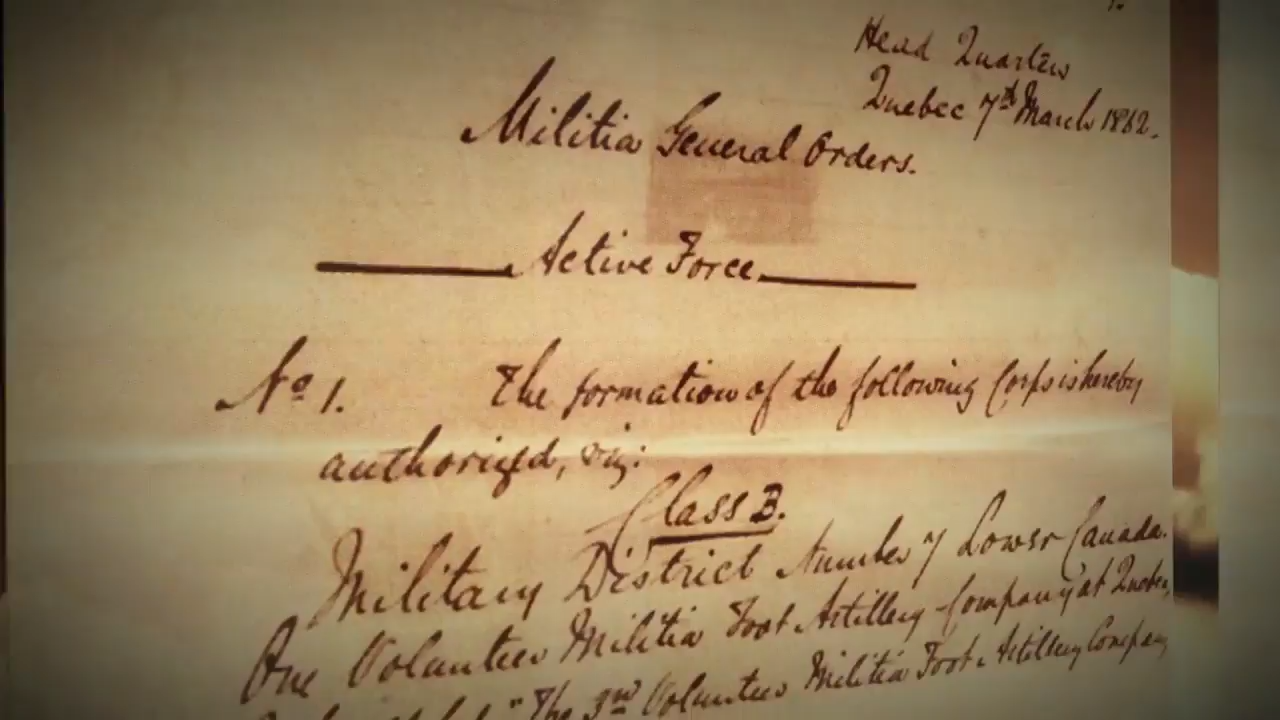 Head Quarters
Quebec 7th March 1862.
Militia General Orders.
Active Force
No 1. The formation of the following Corps is hereby
authorized, viz:
Class B.
Military District Number 7 Lower Canada.
One Volunteer Militia Foot Artillery Company at Quebec,
"The 3rd Volunteer Militia Foot Artillery Company